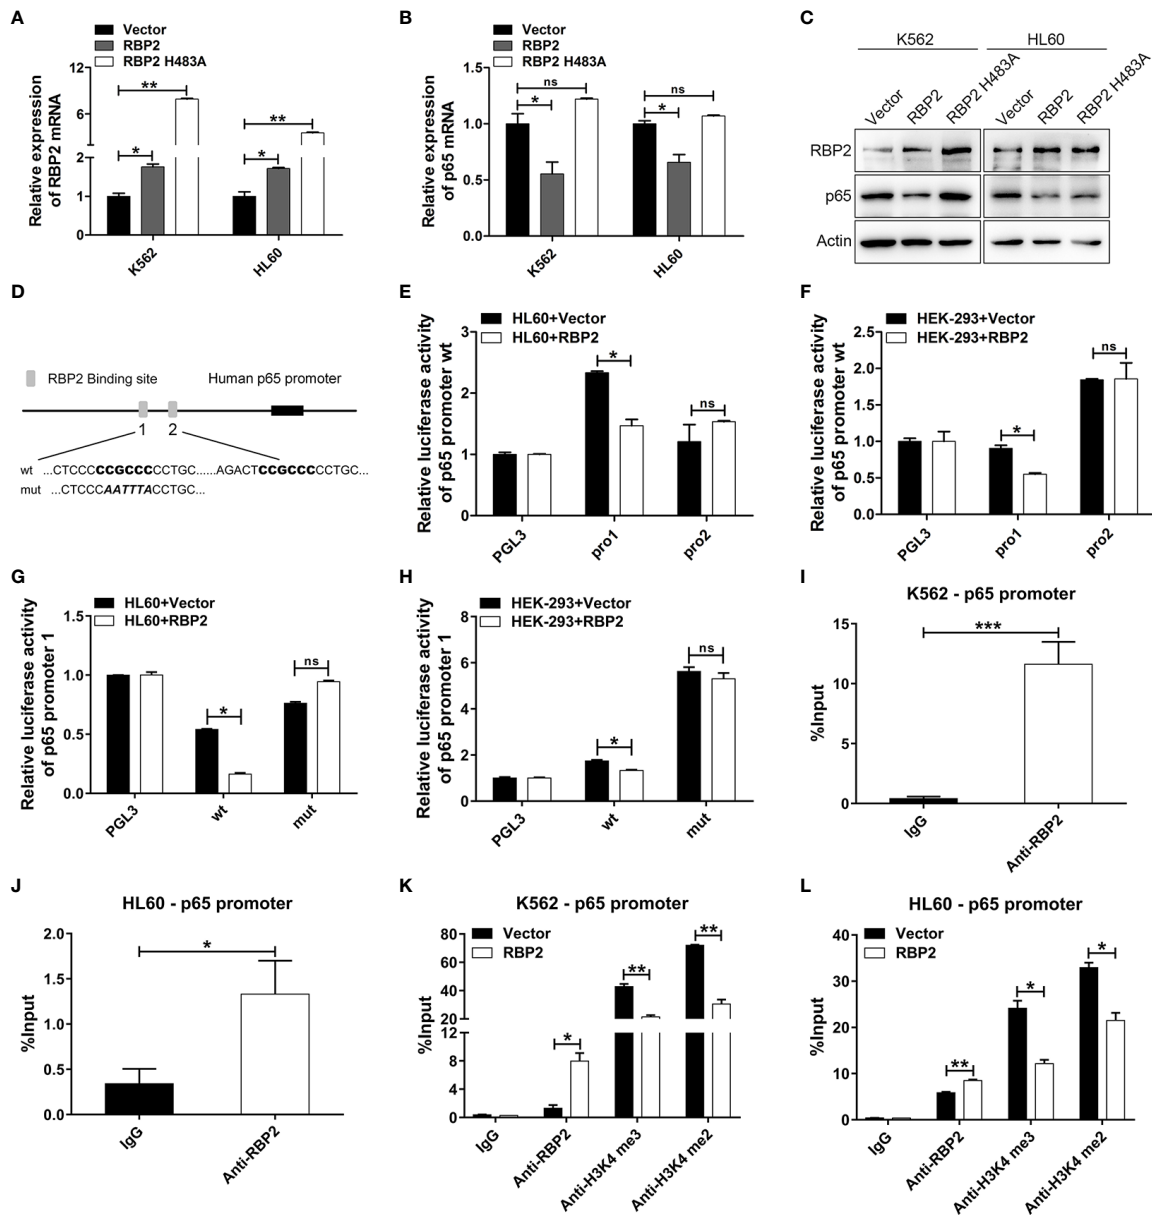 A
Vector
RBP2
RBP2 H483A
Relative expression
of RBP2 mRNA
12
6
2
1
0
**
**
*
*
K562
HL60
B
Vector
RBP2
RBP2 H483A
Relative expression
of p65 mRNA
1.5
1.0
0.5
0.0
ns
*
ns
*
K562
HL60
C
K562
HL60
Vector
RBP2
RBP2 H483A
Vector
RBP2
RBP2 H483A
RBP2
p65
Actin
D
RBP2 Binding site
Human p65 promoter
1
2
wt ...CTCCCCCGCCCCCTGC......AGACTCCGCCCCCTGC...
mut ...CTCCCAATTTACCTGC...
E
HL60+Vector
HL60+RBP2
Relative luciferase activity
of p65 promoter wt
3
2
1
0
*
ns
PGL3
pro1
pro2
F
HEK-293+Vector
HEK-293+RBP2
Relative luciferase activity
of p65 promoter wt
2.5
2.0
1.5
1.0
0.5
0.0
*
ns
PGL3
pro1
pro2
G
HL60+Vector
HL60+RBP2
Relative luciferase activity
of p65 promoter 1
1.5
1.0
0.5
0.0
*
ns
PGL3
wt
mut
H
HEK-293+Vector
HEK-293+RBP2
Relative luciferase activity
of p65 promoter 1
8
6
4
2
0
*
ns
PGL3
wt
mut
I
K562 - p65 promoter
%Input
15
10
5
0
***
IgG
Anti-RBP2
J
HL60 - p65 promoter
%Input
2.0
1.5
1.0
0.5
0.0
*
IgG
Anti-RBP2
K
K562 - p65 promoter
Vector
RBP2
%Input
80
60
40
20
12
8
4
0
*
**
**
IgG
Anti-RBP2
Anti-H3K4 me3
Anti-H3K4 me2
L
HL60 - p65 promoter
Vector
RBP2
%Input
40
30
20
10
0
**
*
*
IgG
Anti-RBP2
Anti-H3K4 me3
Anti-H3K4 me2